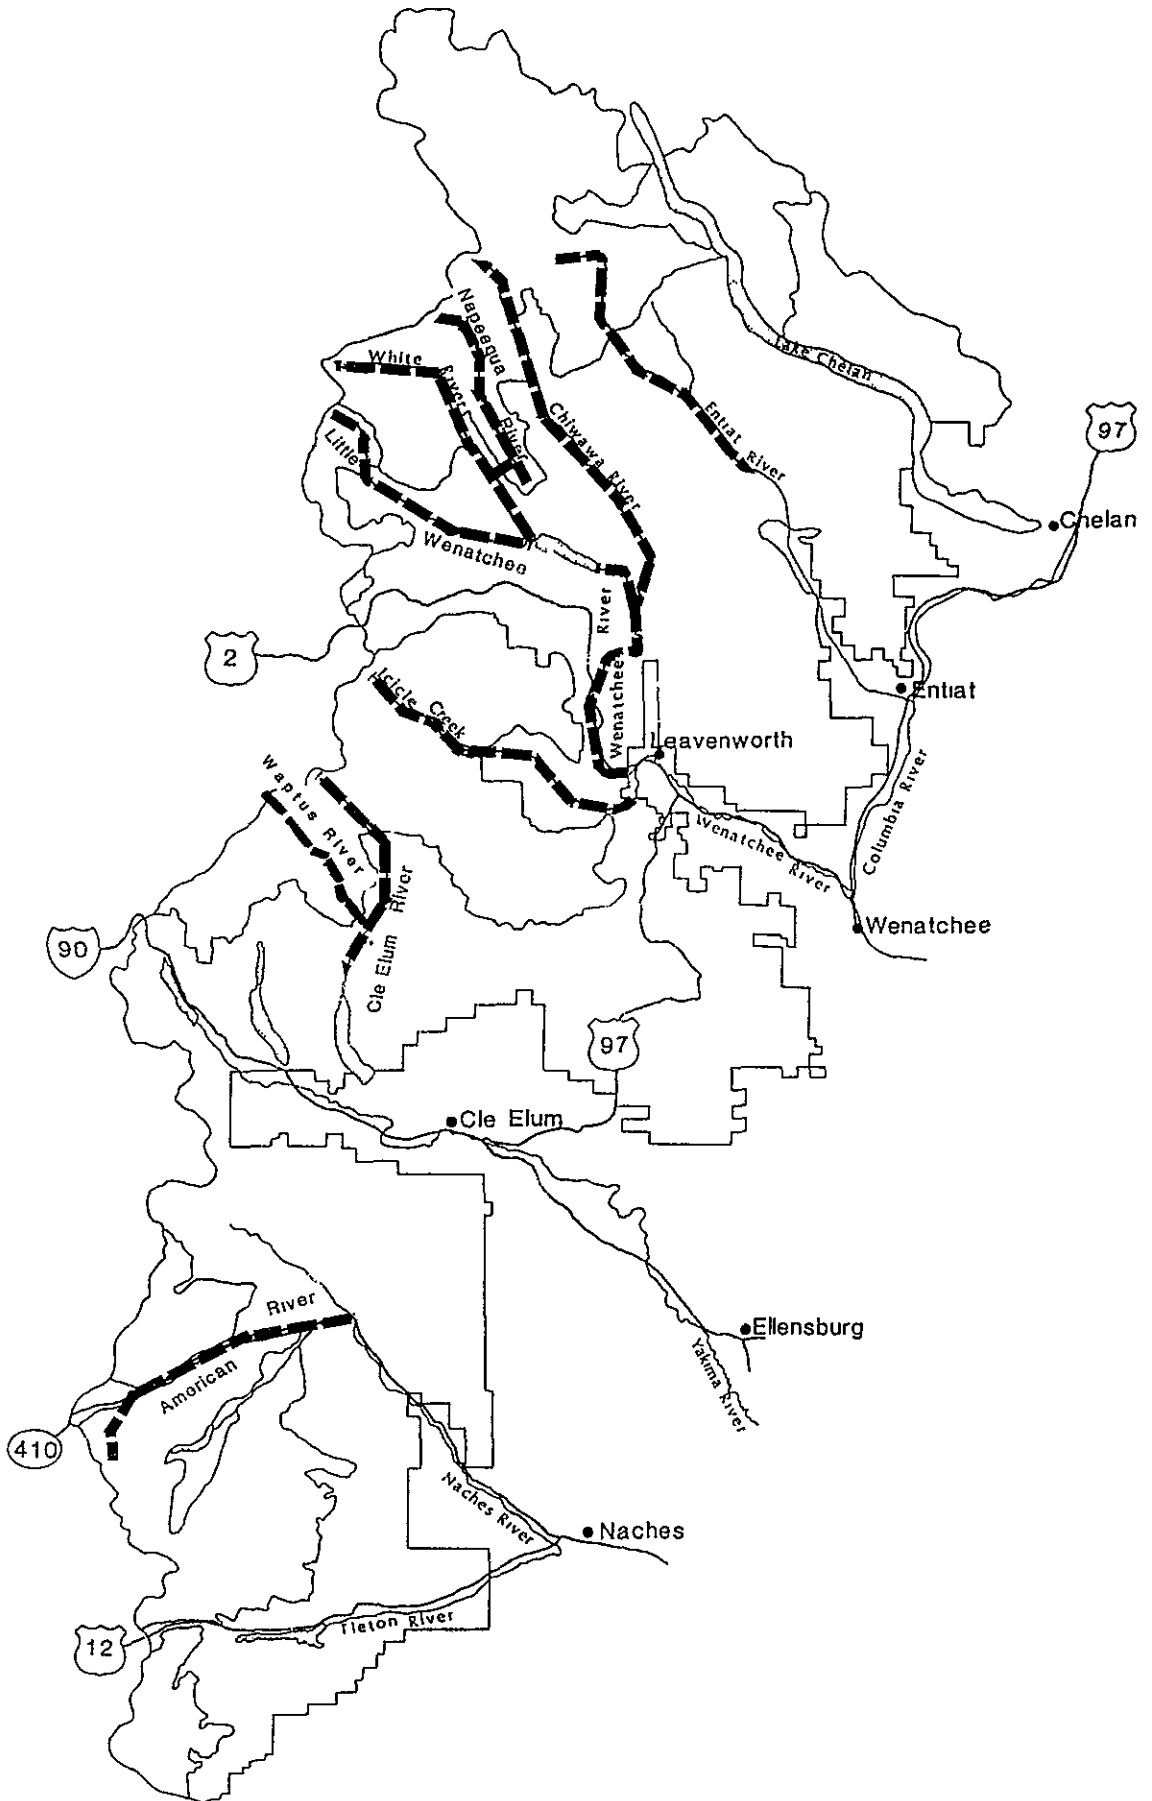 Napeequa
River
White
River
Little
Wenatchee
River
Chiwawa River
Entiat River
Lake Chelan
97
Chelan
2
Icicle Creek
Wenatchee
Leavenworth
Entiat
Columbia River
Wenatchee River
Wenatchee
Waptus River
Cle Elum River
90
97
Cle Elum
Ellensburg
Yakima River
American River
410
Naches River
Naches
12
Tieton River